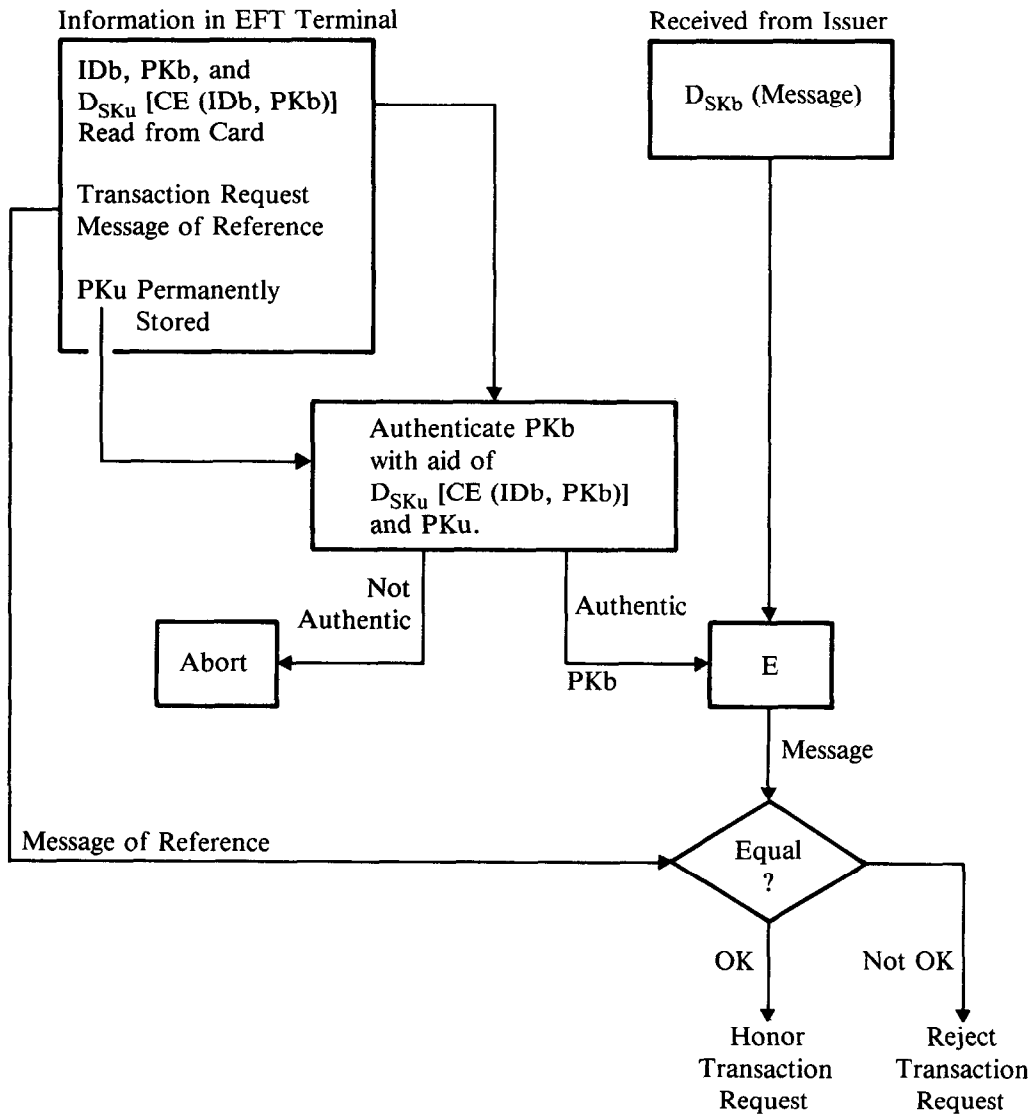 Information in EFT Terminal
IDb, PKb, and
D_SKu [CE (IDb, PKb)]
Read from Card
Transaction Request
Message of Reference
PKu Permanently
Stored
Received from Issuer
D_SKb (Message)
Authenticate PKb
with aid of
D_SKu [CE (IDb, PKb)]
and PKu.
Not
Authentic
Authentic
Abort
PKb
E
Message
Message of Reference
Equal
?
OK
Not OK
Honor
Transaction
Request
Reject
Transaction
Request